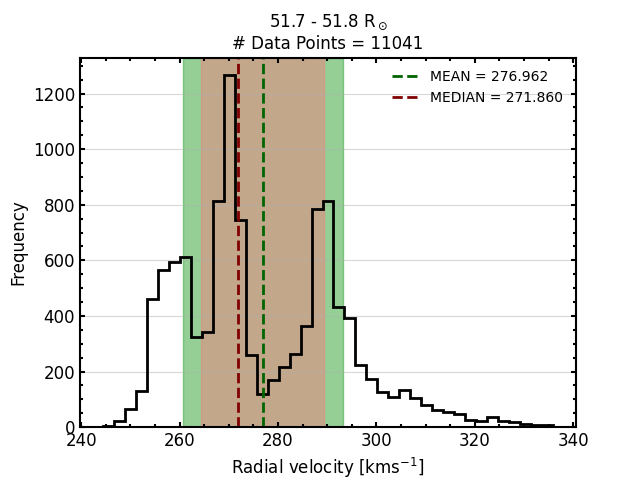 51.7 - 51.8 R⊙
# Data Points = 11041
MEAN = 276.962
MEDIAN = 271.860
Frequency
1200
1000
800
600
400
200
0
240 260 280 300 320 340
Radial velocity [kms⁻¹]